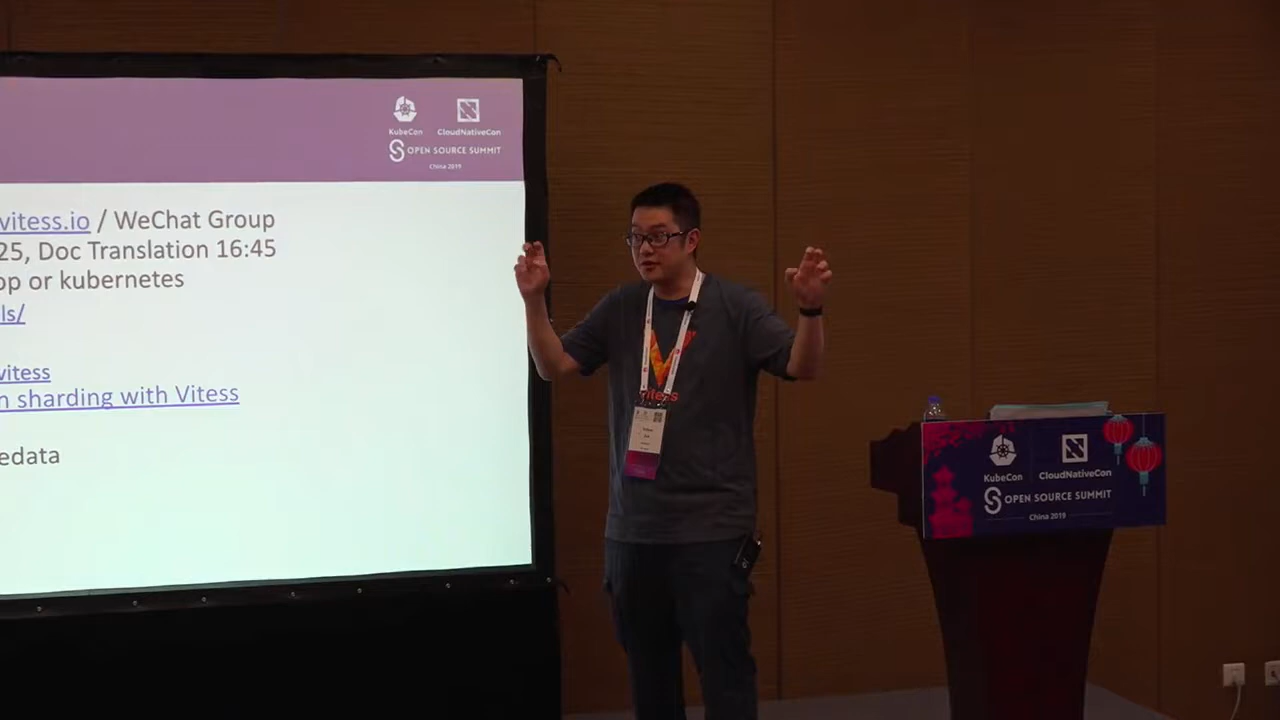 KubeCon
CloudNativeCon
OPEN SOURCE SUMMIT
China 2019
vitess.io / WeChat Group
25, Doc Translation 16:45
op or kubernetes
ls/
vitess
n sharding with Vitess
edata
Vitess
KubeCon
CloudNativeCon
OPEN SOURCE SUMMIT
China 2019